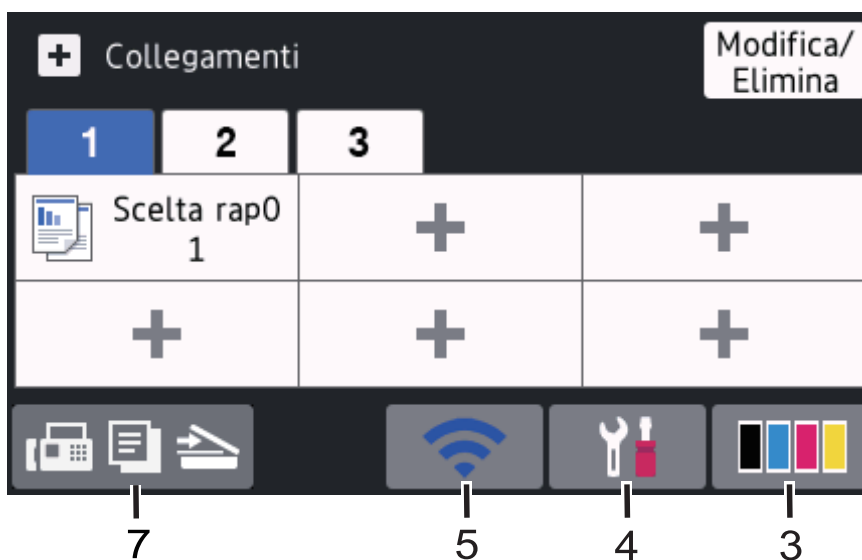 Collegamenti
Modifica/
Elimina
1 2 3
Scelta rap0
1
7 5 4 3